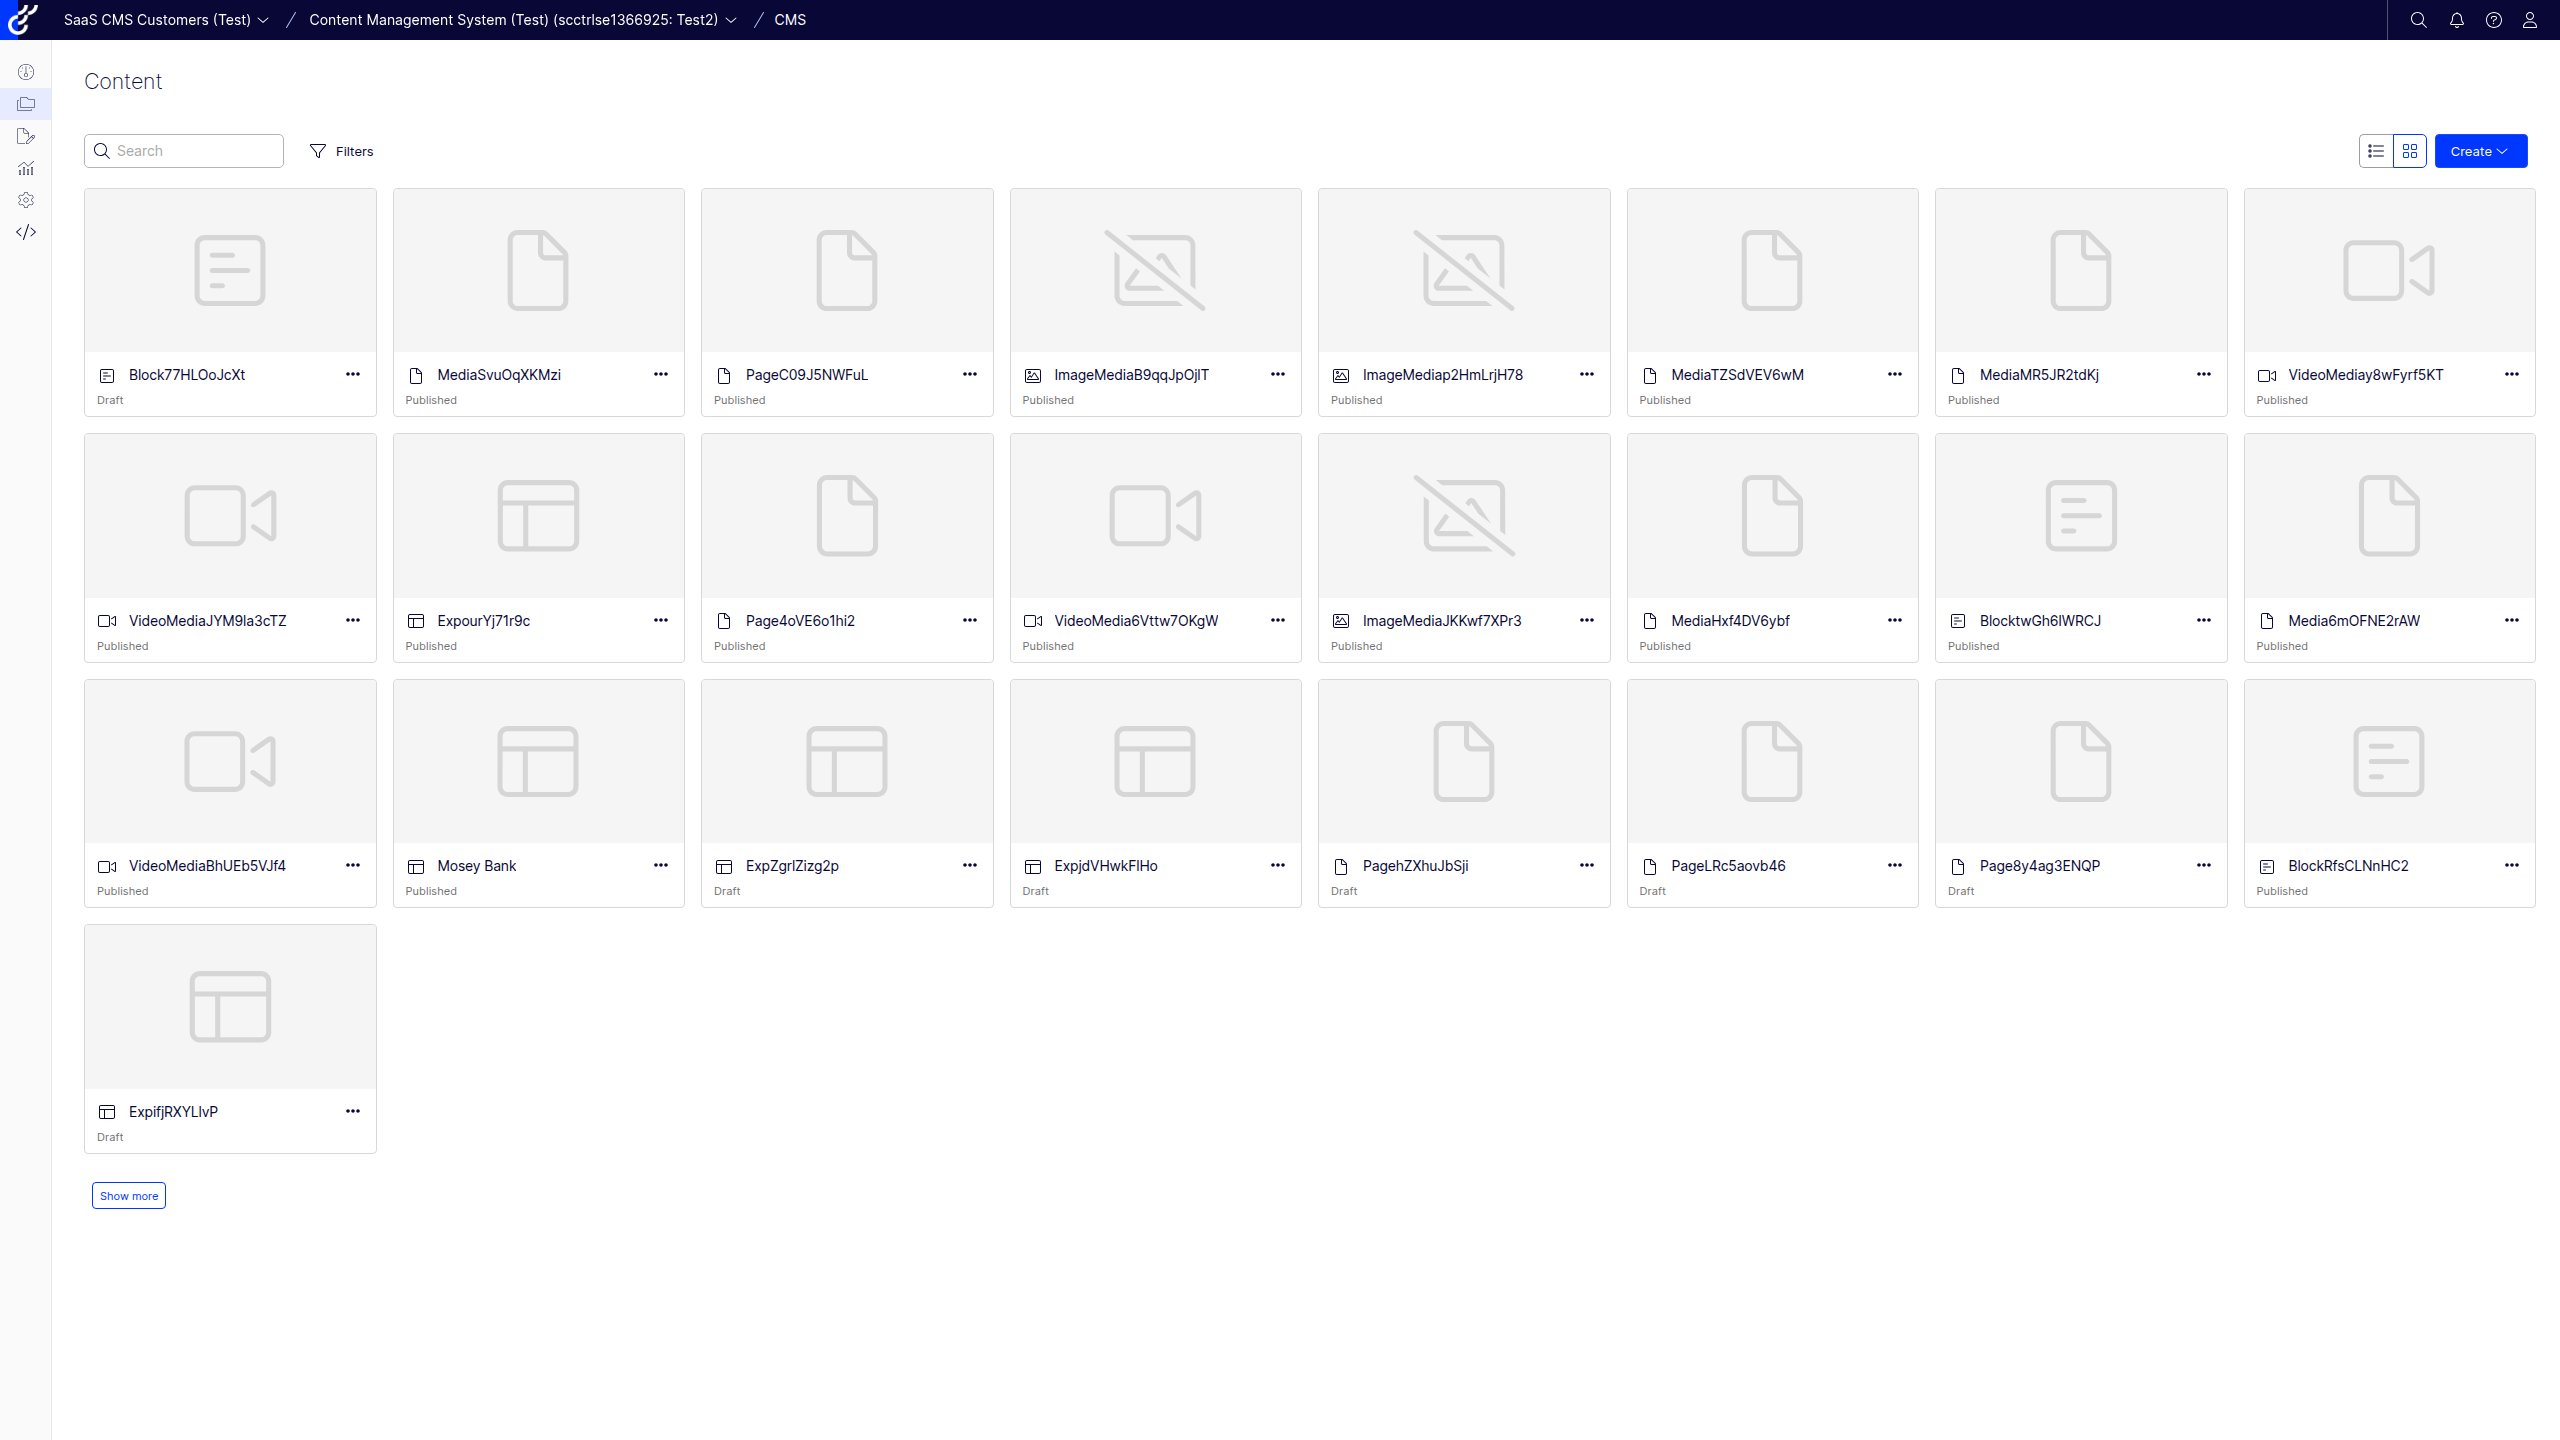 SaaS CMS Customers (Test) / Content Management System (Test) (scctrlse1366925: Test2) / CMS
Content
Search
Filters
Create
Block77HLOoJcXt
Draft
MediaSvuOqXKMzi
Published
PageC09J5NWFuL
Published
ImageMediaB9qqJpOjlT
Published
ImageMediap2HmLrjH78
Published
MediaTZSdVEV6wM
Published
MediaMR5JR2tdKj
Published
VideoMediay8wFyrf5KT
Published
VideoMediaJYM9la3cTZ
Published
ExpourYj71r9c
Published
Page4oVE6o1hi2
Published
VideoMedia6Vttw7OKgW
Published
ImageMediaJKKwf7XPr3
Published
MediaHxf4DV6ybf
Published
BlocktwGh6IWRCJ
Published
Media6mOFNE2rAW
Published
VideoMediaBhUEb5VJf4
Published
Mosey Bank
Published
ExpZgrlZizg2p
Draft
ExpjdVHwkFlHo
Draft
PagehZXhuJbSji
Draft
PageLRc5aovb46
Draft
Page8y4ag3ENQP
Draft
BlockRfsCLNnHC2
Published
ExpifjRXYLlvP
Draft
Show more